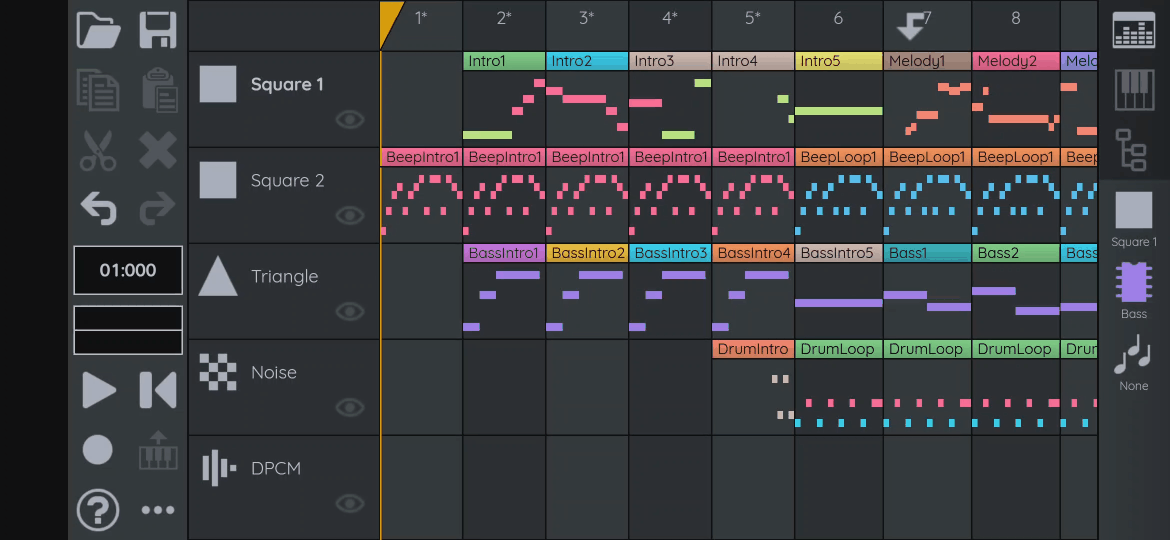 1* 2* 3* 4* 5* 6 7 8
Intro1 Intro2 Intro3 Intro4 Intro5 Melody1 Melody2 Melo
Square 1
BeepIntro1 BeepIntro1 BeepIntro1 BeepIntro1 BeepIntro1 BeepLoop1 BeepLoop1 BeepLoop1 Beep
Square 2
Square 1
BassIntro1 BassIntro2 BassIntro3 BassIntro4 BassIntro5 Bass1 Bass2 Bass
01:000
Triangle
Bass
DrumIntro DrumLoop DrumLoop DrumLoop Drum
Noise
None
DPCM
?